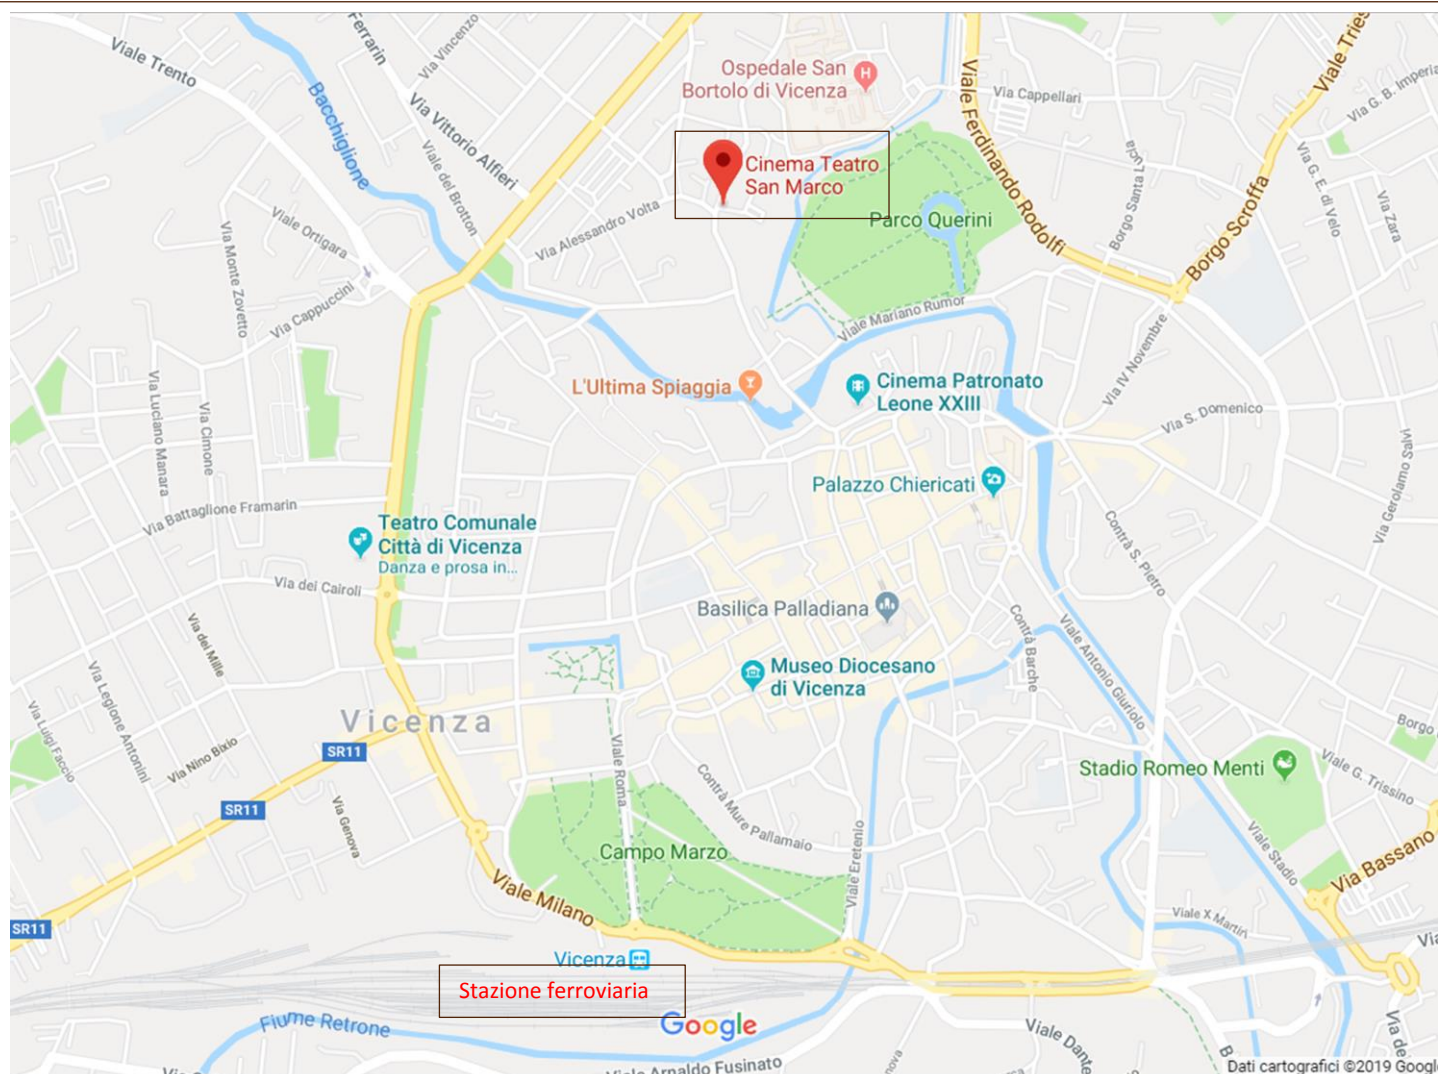 Viale Trento
Ferrarin
Via Vincenzo
Bacchiglione
Via Vittorio Alfieri
Viale del Brotton
Ospedale San
Bortolo di Vicenza
H
Via Cappellari
Viale Ferdinando Rodolfi
Viale Tries
Via G. B. Imperia
Cinema Teatro
San Marco
Borgo Santa Lucia
Borgo Scroffa
Via G. E. di Velo
Via Zara
Viale Ortigara
Via Monte Zovetto
Via Alessandro Volta
Parco Querini
Via Cappuccini
Viale Mariano Rumor
Via IV Novembre
L'Ultima Spiaggia
Cinema Patronato
Leone XXIII
Via Luciano Manara
Via Cimone
Via S. Domenico
Via Gerolamo Salvi
Palazzo Chiericati
Via Battaglione Framarin
Teatro Comunale
Città di Vicenza
Danza e prosa in...
Contrà S. Pietro
Via dei Cairoli
Basilica Palladiana
Via dei Mille
Contrà Barche
Viale Antonio Giuriolo
Museo Diocesano
di Vicenza
Via Legione Antonini
Via Luigi Faccio
Vicenza
SR11
Via Nino Bixio
Viale Roma
Borgo
Stadio Romeo Menti
Viale G. Trissino
SR11
Via Genova
Contrà Mure Pallamaio
Viale Eretenio
Campo Marzo
Viale Stadio
Via Bassano
Viale Milano
Viale X Martiri
SR11
Via
Vicenza
Stazione ferroviaria
Fiume Retrone
Google
Viale Dante
Via de
Viale Arnaldo Fusinato
Dati cartografici ©2019 Google